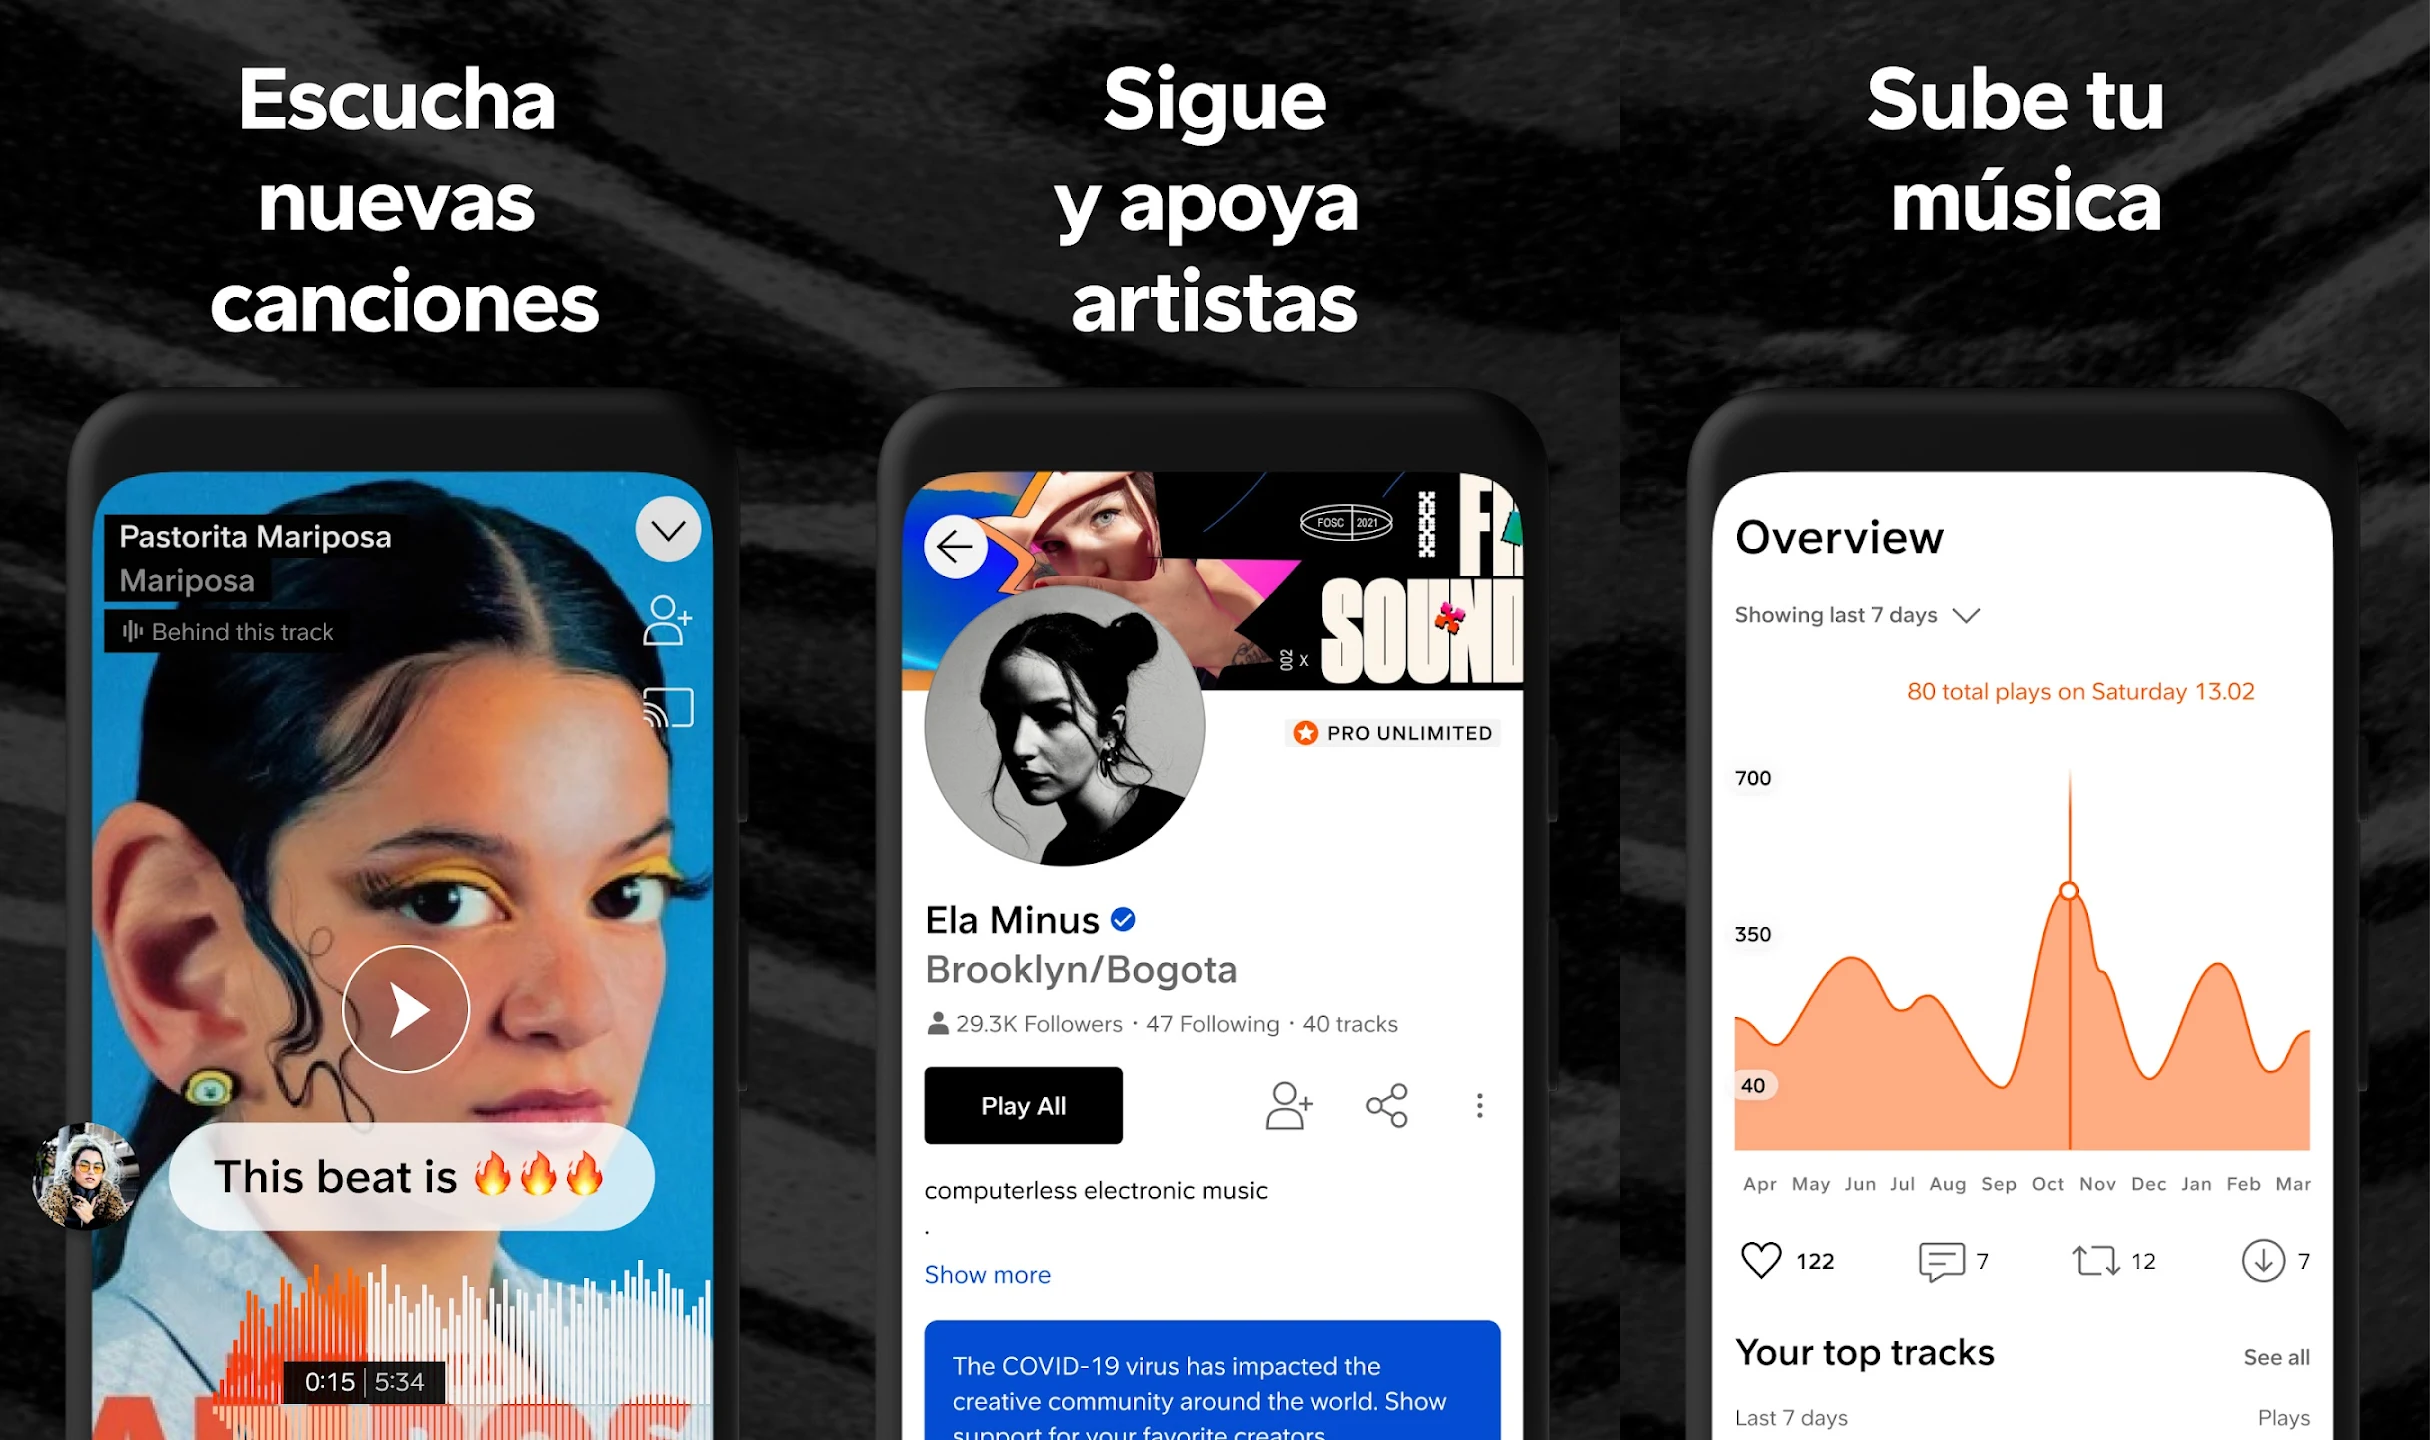 Escucha
nuevas
canciones
Pastorita Mariposa
Mariposa
Behind this track
This beat is 🔥🔥🔥
0:15 | 5:34
Sigue
y apoya
artistas
FOSC 2021
SOUND
002 X
PRO UNLIMITED
Ela Minus
Brooklyn/Bogota
29.3K Followers · 47 Following · 40 tracks
Play All
computerless electronic music
.
Show more
The COVID-19 virus has impacted the
creative community around the world. Show
support for your favorite creators
Sube tu
música
Overview
Showing last 7 days
80 total plays on Saturday 13.02
700
350
40
Apr May Jun Jul Aug Sep Oct Nov Dec Jan Feb Mar
122 7 12 7
Your top tracks
See all
Last 7 days
Plays